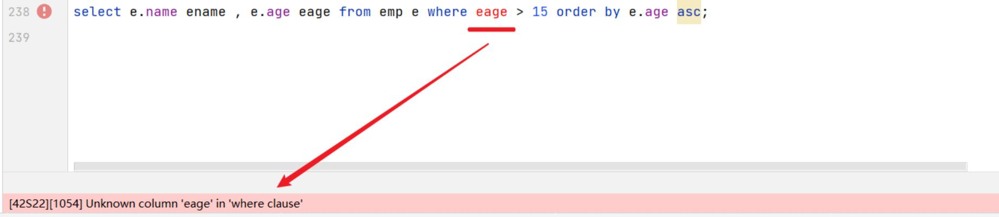 238 select e.name ename , e.age eage from emp e where eage > 15 order by e.age asc;
239
[42S22][1054] Unknown column 'eage' in 'where clause'